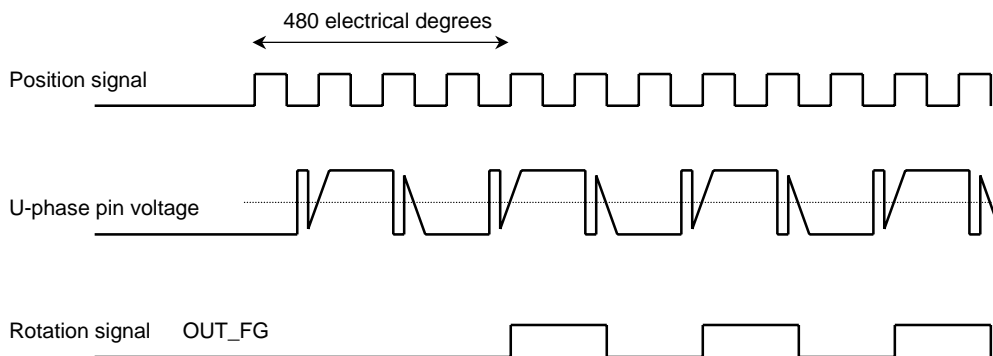 480 electrical degrees
Position signal
U-phase pin voltage
Rotation signal OUT_FG